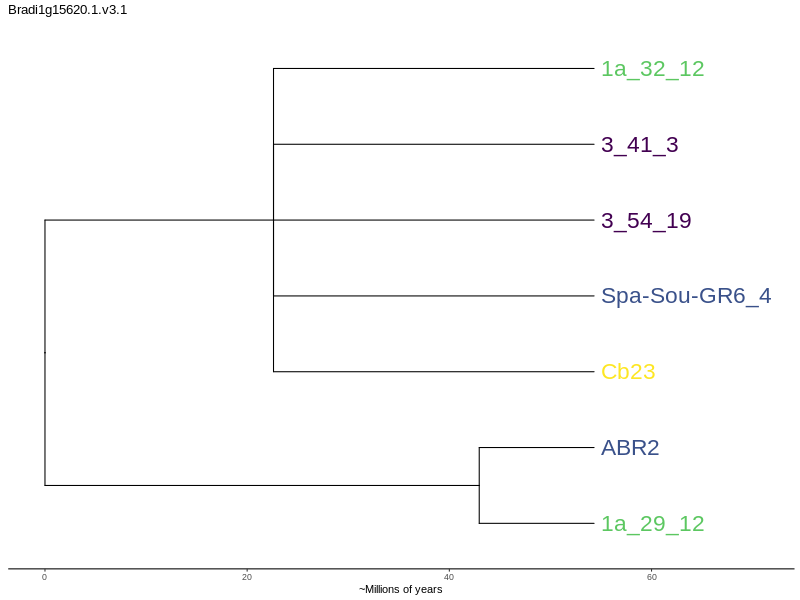 Bradi1g15620.1.v3.1
1a_32_12
3_41_3
3_54_19
Spa-Sou-GR6_4
Cb23
ABR2
1a_29_12
0 20 40 60
~Millions of years